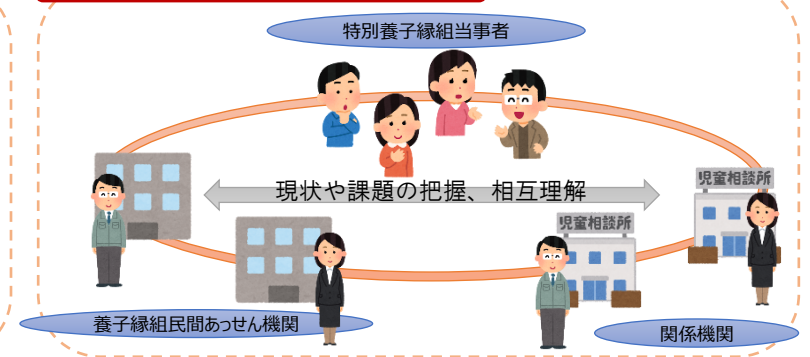 特別養子縁組当事者
児童相談所
現状や課題の把握、相互理解
児童相談所
養子縁組民間あっせん機関
関係機関